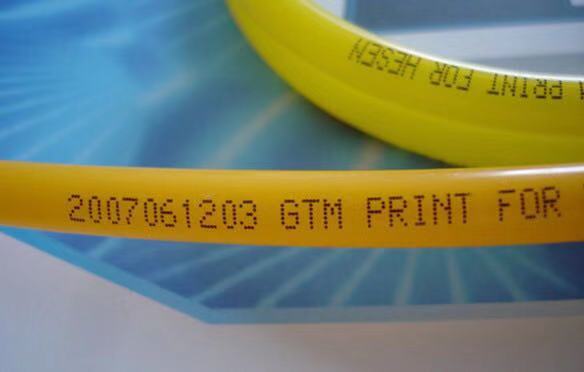 PRINT FOR HESEN
2007061203 GTM PRINT FOR